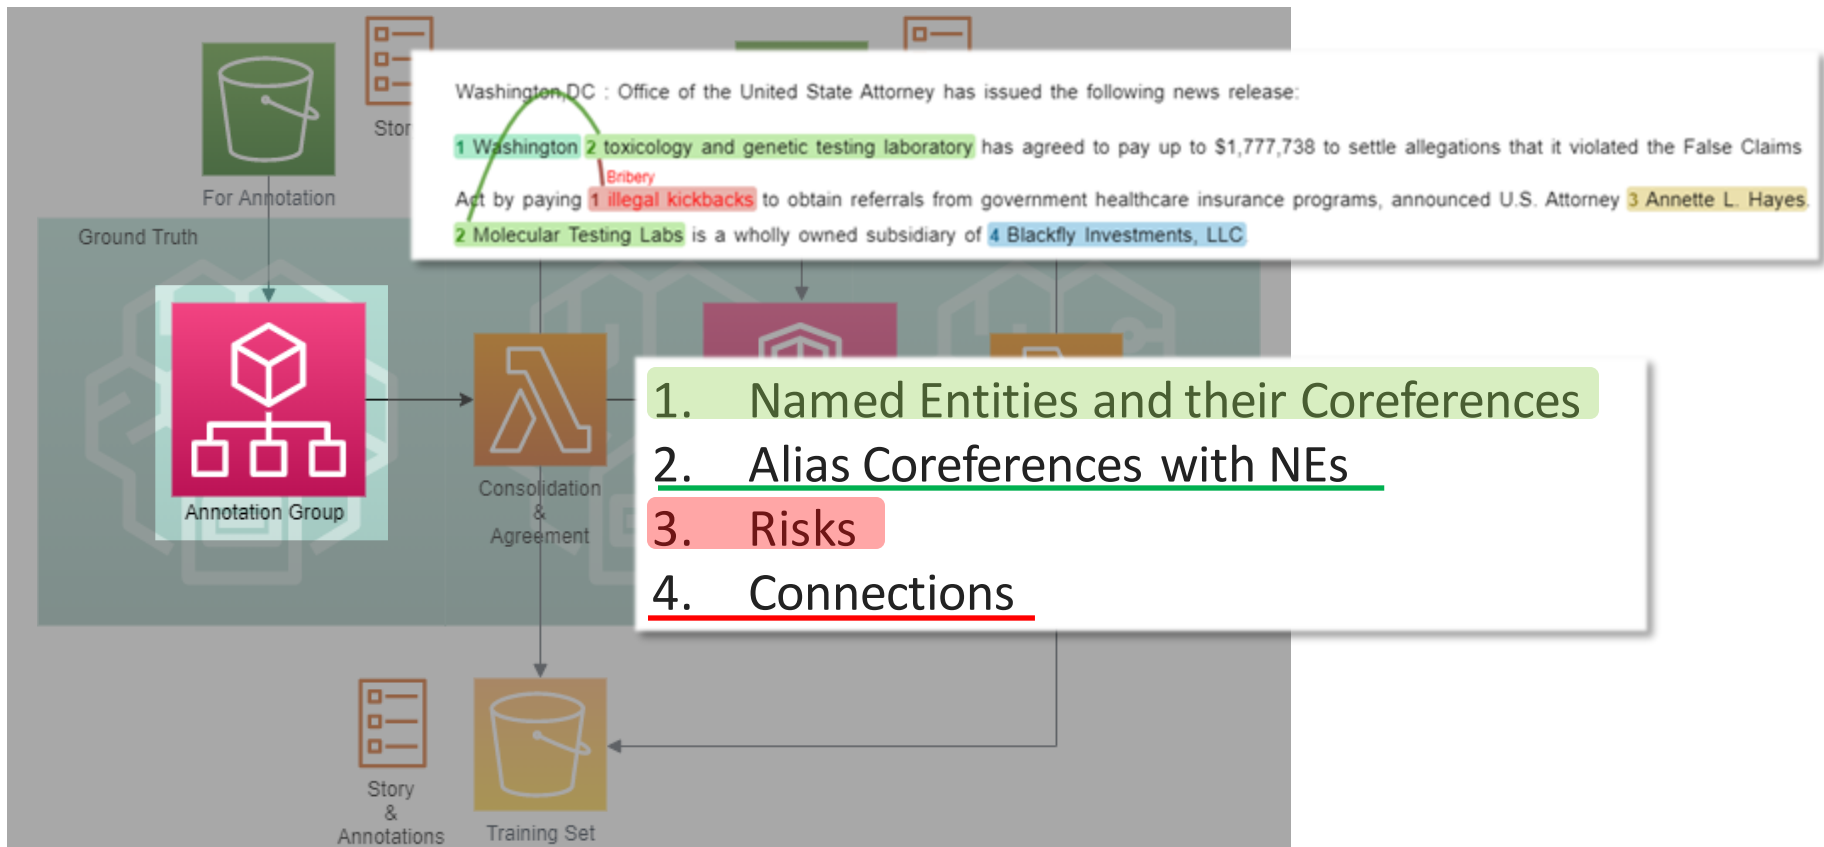 Stor
For Annotation
Ground Truth
Washington,DC : Office of the United State Attorney has issued the following news release:
1 Washington 2 toxicology and genetic testing laboratory has agreed to pay up to $1,777,738 to settle allegations that it violated the False Claims
Bribery
Act by paying 1 illegal kickbacks to obtain referrals from government healthcare insurance programs, announced U.S. Attorney 3 Annette L. Hayes.
2 Molecular Testing Labs is a wholly owned subsidiary of 4 Blackfly Investments, LLC.
Annotation Group
Consolidation
&
Agreement
1. Named Entities and their Coreferences
2. Alias Coreferences with NEs
3. Risks
4. Connections
Story
&
Annotations
Training Set